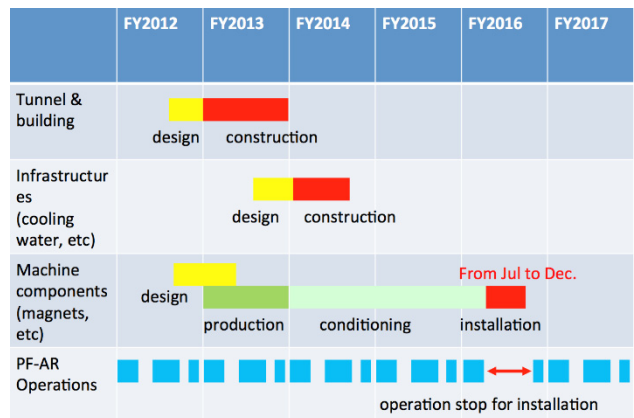 FY2012 FY2013 FY2014 FY2015 FY2016 FY2017
Tunnel &
building
design construction
Infrastructur
es
(cooling
water, etc)
design construction
Machine
components
(magnets,
etc)
From Jul to Dec.
design
production conditioning installation
PF-AR
Operations
operation stop for installation